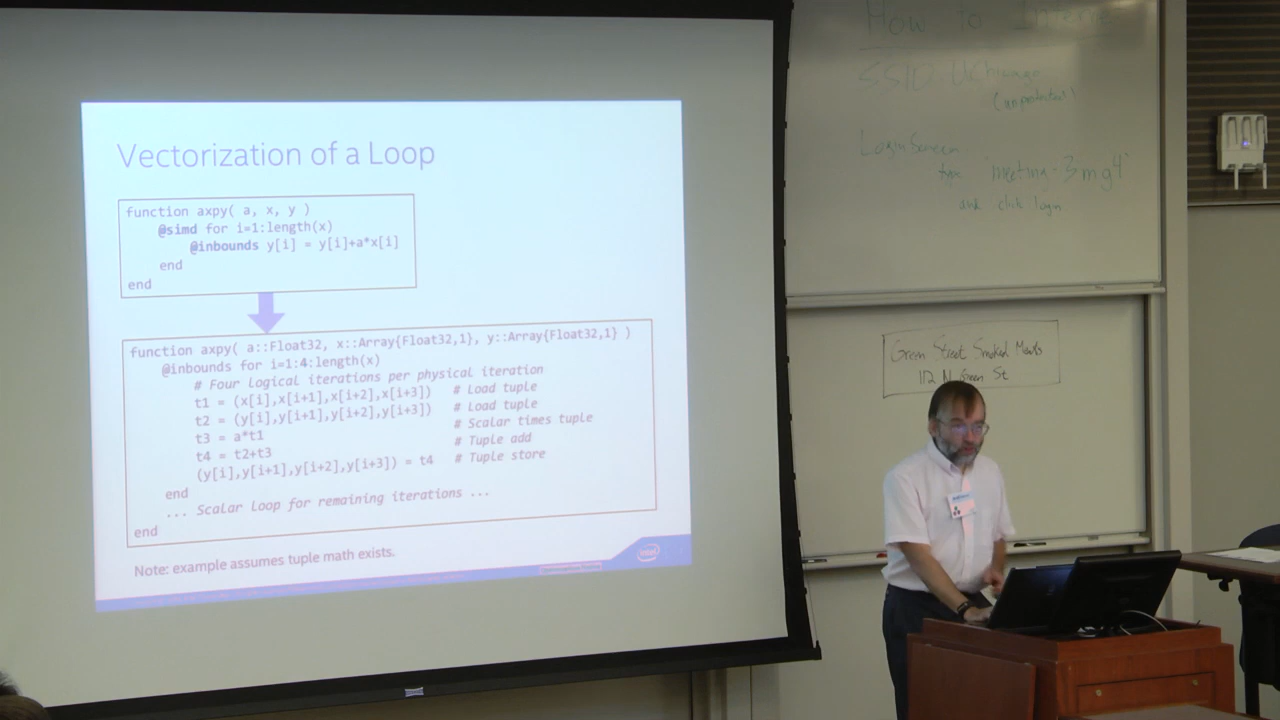 Vectorization of a Loop
function axpy( a, x, y )
@simd for i=1:length(x)
@inbounds y[i] = y[i]+a*x[i]
end
end
function axpy( a::Float32, x::Array{Float32,1}, y::Array{Float32,1} )
@inbounds for i=1:4:length(x)
# Four logical iterations per physical iteration
t1 = (x[i],x[i+1],x[i+2],x[i+3]) # Load tuple
t2 = (y[i],y[i+1],y[i+2],y[i+3]) # Load tuple
t3 = a*t1 # Scalar times tuple
t4 = t2+t3 # Tuple add
(y[i],y[i+1],y[i+2],y[i+3]) = t4 # Tuple store
end
... Scalar loop for remaining iterations ...
end
Note: example assumes tuple math exists.
intel
How to Interne
SSID UChicago
(unprotected)
Login Screen
type "meeting-3mg4"
and click login
Green Street Smoked Meats
112 N Green St